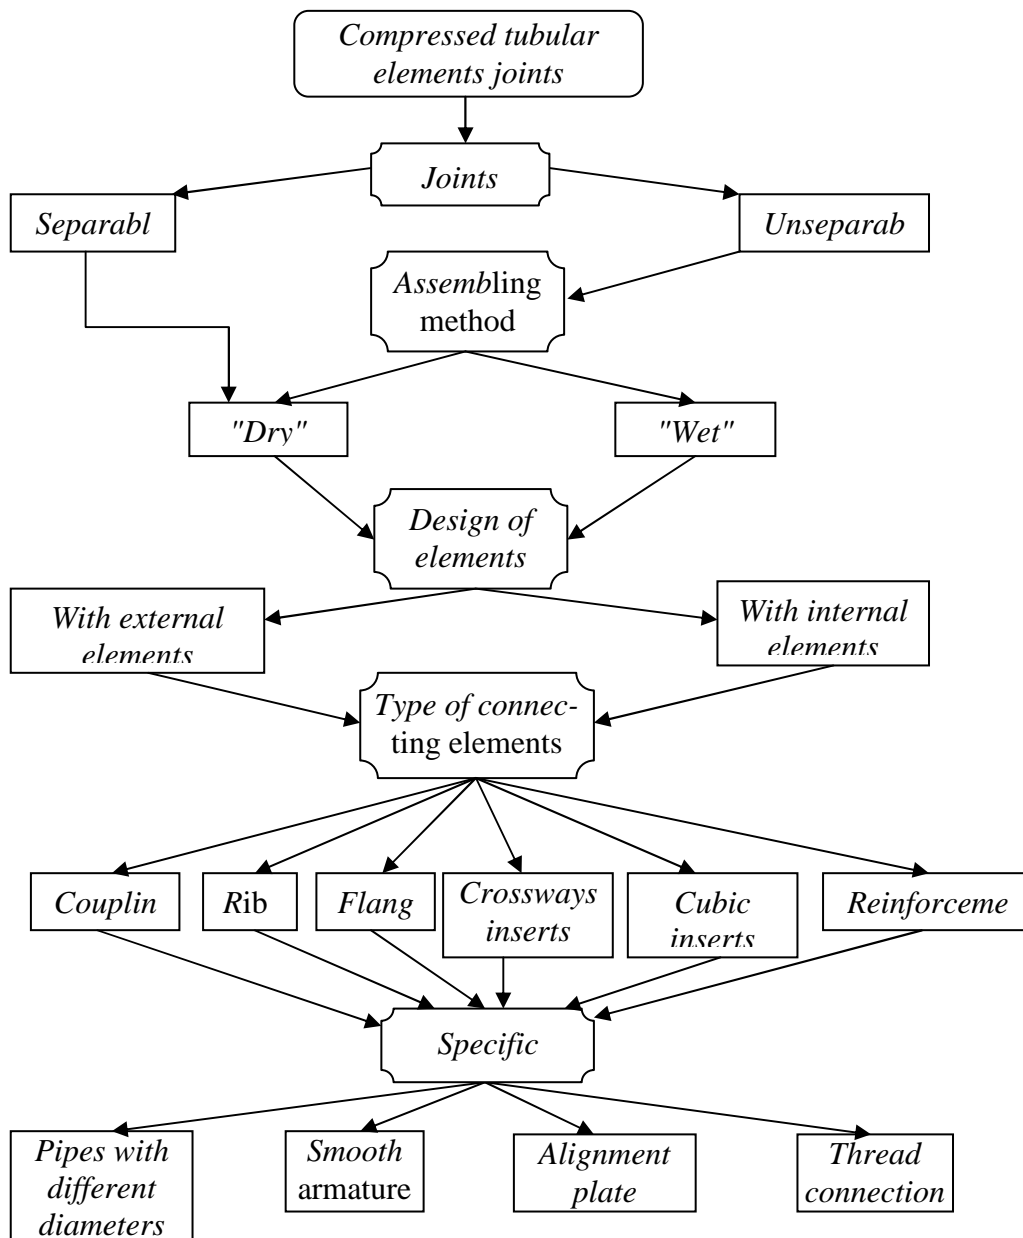 Compressed tubular
elements joints
Joints
Separabl
Unseparab
Assembling
method
"Dry"
"Wet"
Design of
elements
With external
elements
With internal
elements
Type of connec-
ting elements
Couplin
Rib
Flang
Crossways
inserts
Cubic
inserts
Reinforceme
Specific
Pipes with
different
diameters
Smooth
armature
Alignment
plate
Thread
connection